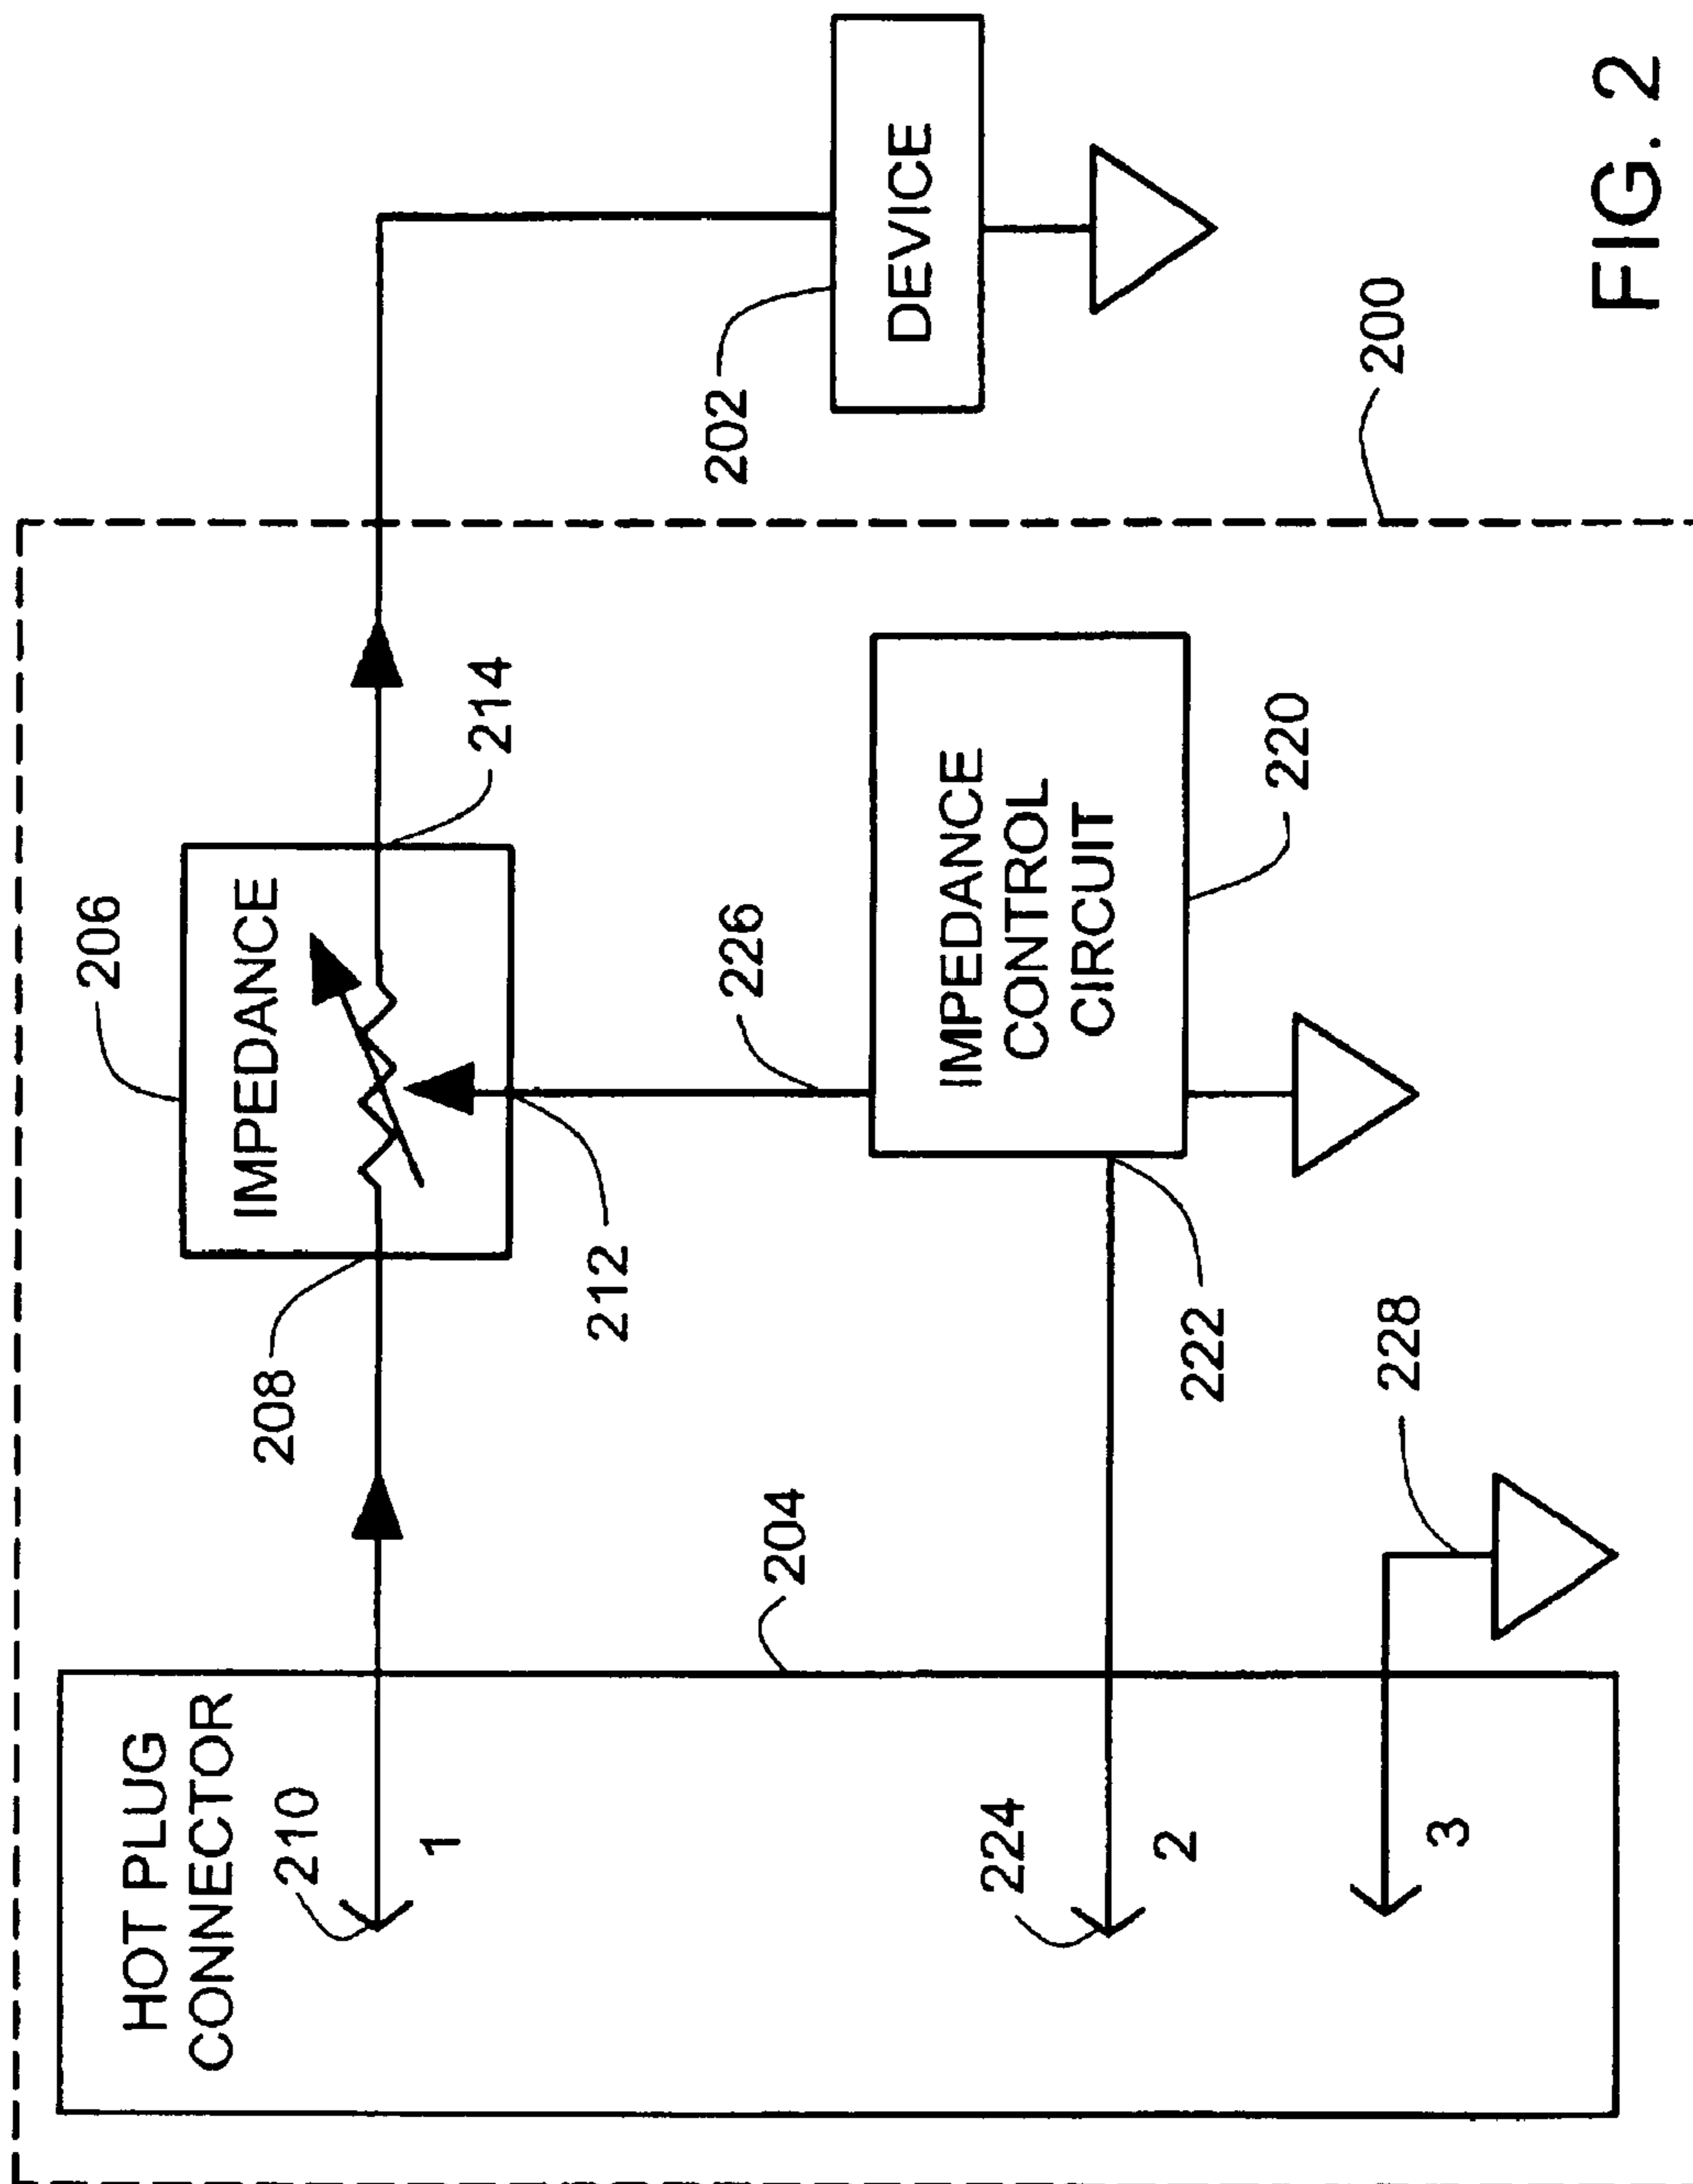 HOT PLUG
CONNECTOR
210
1
224
2
3
204
228
208
206
IMPEDANCE
212
214
226
222
IMPEDANCE
CONTROL
CIRCUIT
220
202
DEVICE
200
FIG. 2